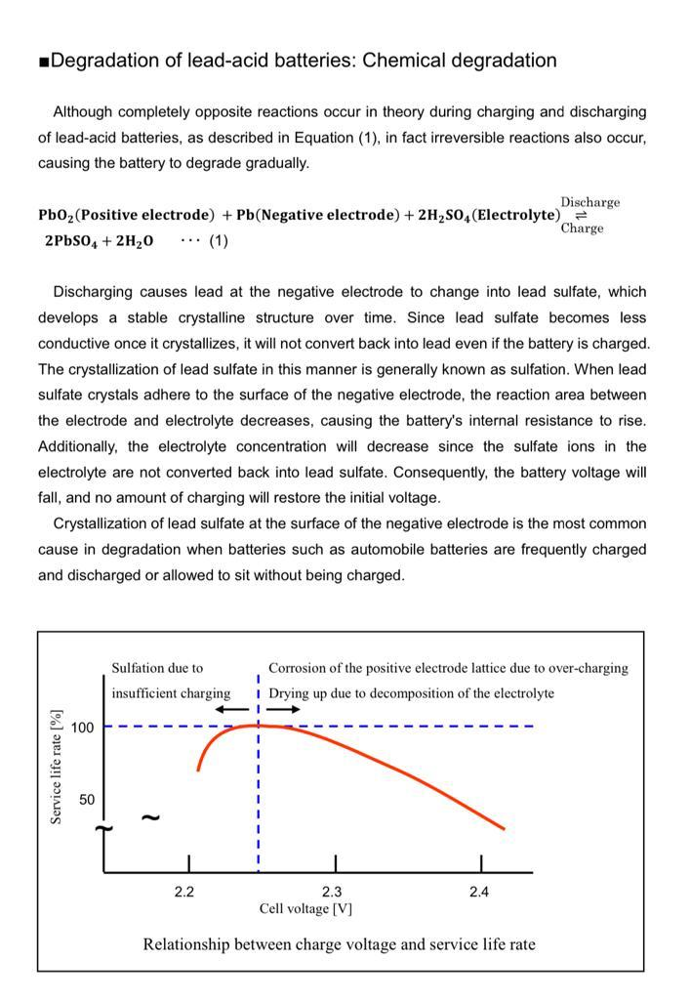 ■Degradation of lead-acid batteries: Chemical degradation
Although completely opposite reactions occur in theory during charging and discharging
of lead-acid batteries, as described in Equation (1), in fact irreversible reactions also occur,
causing the battery to degrade gradually.
PbO₂(Positive electrode) + Pb(Negative electrode) + 2H₂SO₄(Electrolyte) Discharge ⇌ Charge
2PbSO₄ + 2H₂O ··· (1)
Discharging causes lead at the negative electrode to change into lead sulfate, which
develops a stable crystalline structure over time. Since lead sulfate becomes less
conductive once it crystallizes, it will not convert back into lead even if the battery is charged.
The crystallization of lead sulfate in this manner is generally known as sulfation. When lead
sulfate crystals adhere to the surface of the negative electrode, the reaction area between
the electrode and electrolyte decreases, causing the battery's internal resistance to rise.
Additionally, the electrolyte concentration will decrease since the sulfate ions in the
electrolyte are not converted back into lead sulfate. Consequently, the battery voltage will
fall, and no amount of charging will restore the initial voltage.
Crystallization of lead sulfate at the surface of the negative electrode is the most common
cause in degradation when batteries such as automobile batteries are frequently charged
and discharged or allowed to sit without being charged.
Sulfation due to
insufficient charging
Corrosion of the positive electrode lattice due to over-charging
Drying up due to decomposition of the electrolyte
Service life rate [%]
100
50
2.2
2.3
2.4
Cell voltage [V]
Relationship between charge voltage and service life rate